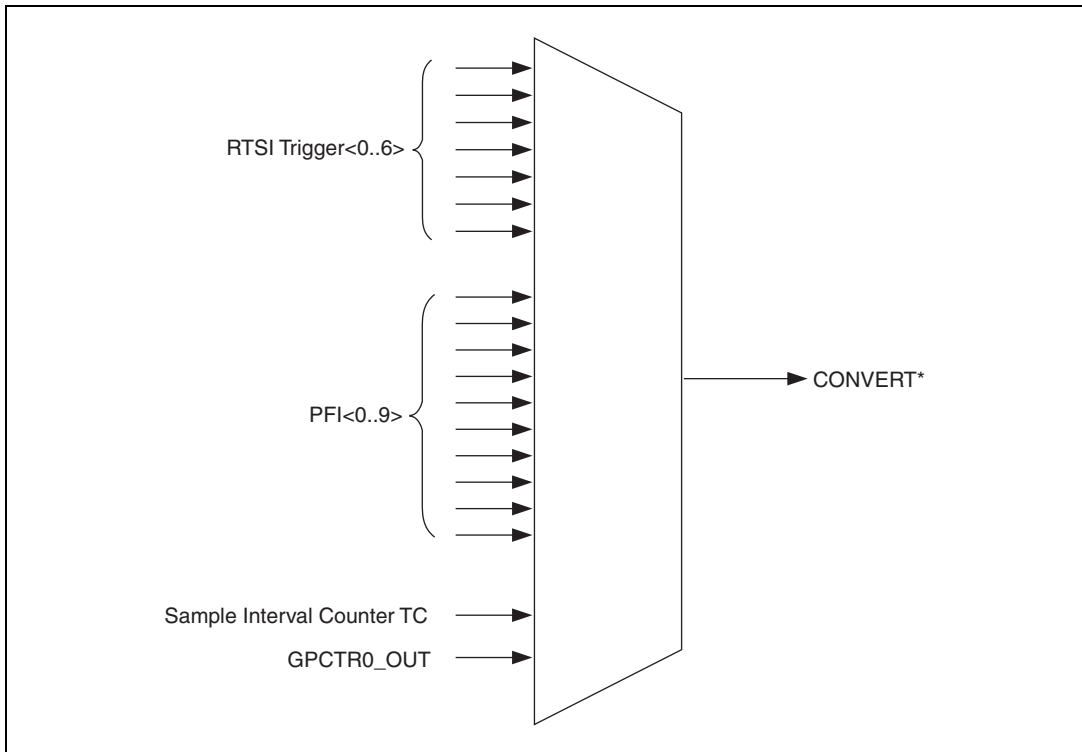 RTSI Trigger<0..6>
PFI<0..9>
CONVERT*
Sample Interval Counter TC
GPCTR0_OUT